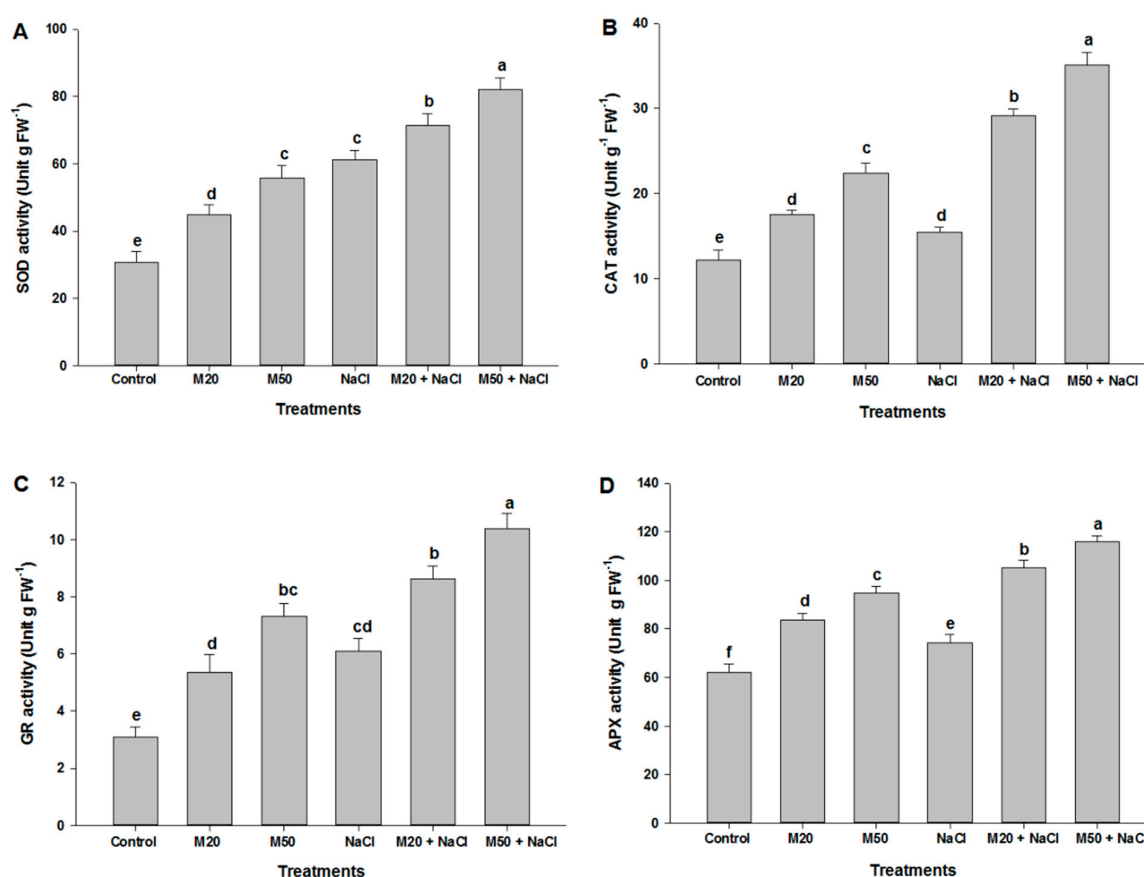 A
SOD activity (Unit g FW⁻¹)
100
80
60
40
20
0
e
d
c
c
b
a
Control M20 M50 NaCl M20 + NaCl M50 + NaCl
Treatments
B
CAT activity (Unit g⁻¹ FW⁻¹)
40
30
20
10
0
e
d
c
d
b
a
Control M20 M50 NaCl M20 + NaCl M50 + NaCl
Treatments
C
GR activity (Unit g FW⁻¹)
12
10
8
6
4
2
0
e
d
bc
cd
b
a
Control M20 M50 NaCl M20 + NaCl M50 + NaCl
Treatments
D
APX activity (Unit g FW⁻¹)
140
120
100
80
60
40
20
0
f
d
c
e
b
a
Control M20 M50 NaCl M20 + NaCl M50 + NaCl
Treatments